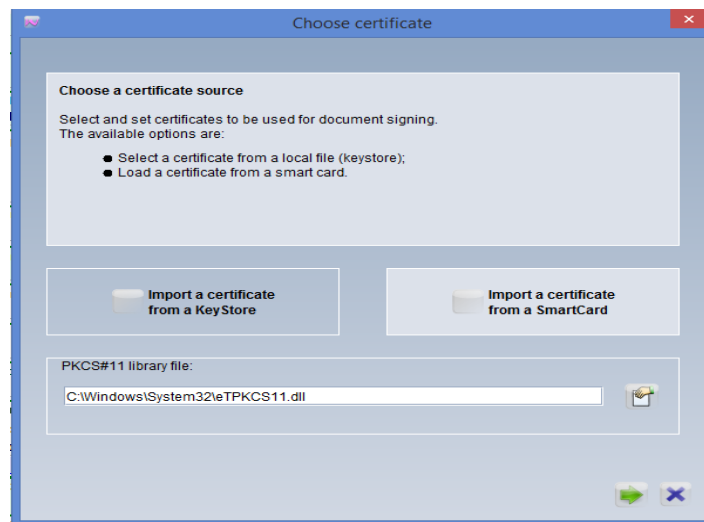 Choose certificate
Choose a certificate source
Select and set certificates to be used for document signing.
The available options are:
Select a certificate from a local file (keystore);
Load a certificate from a smart card.
Import a certificate
from a KeyStore
Import a certificate
from a SmartCard
PKCS#11 library file:
C:\Windows\System32\eTPKCS11.dll